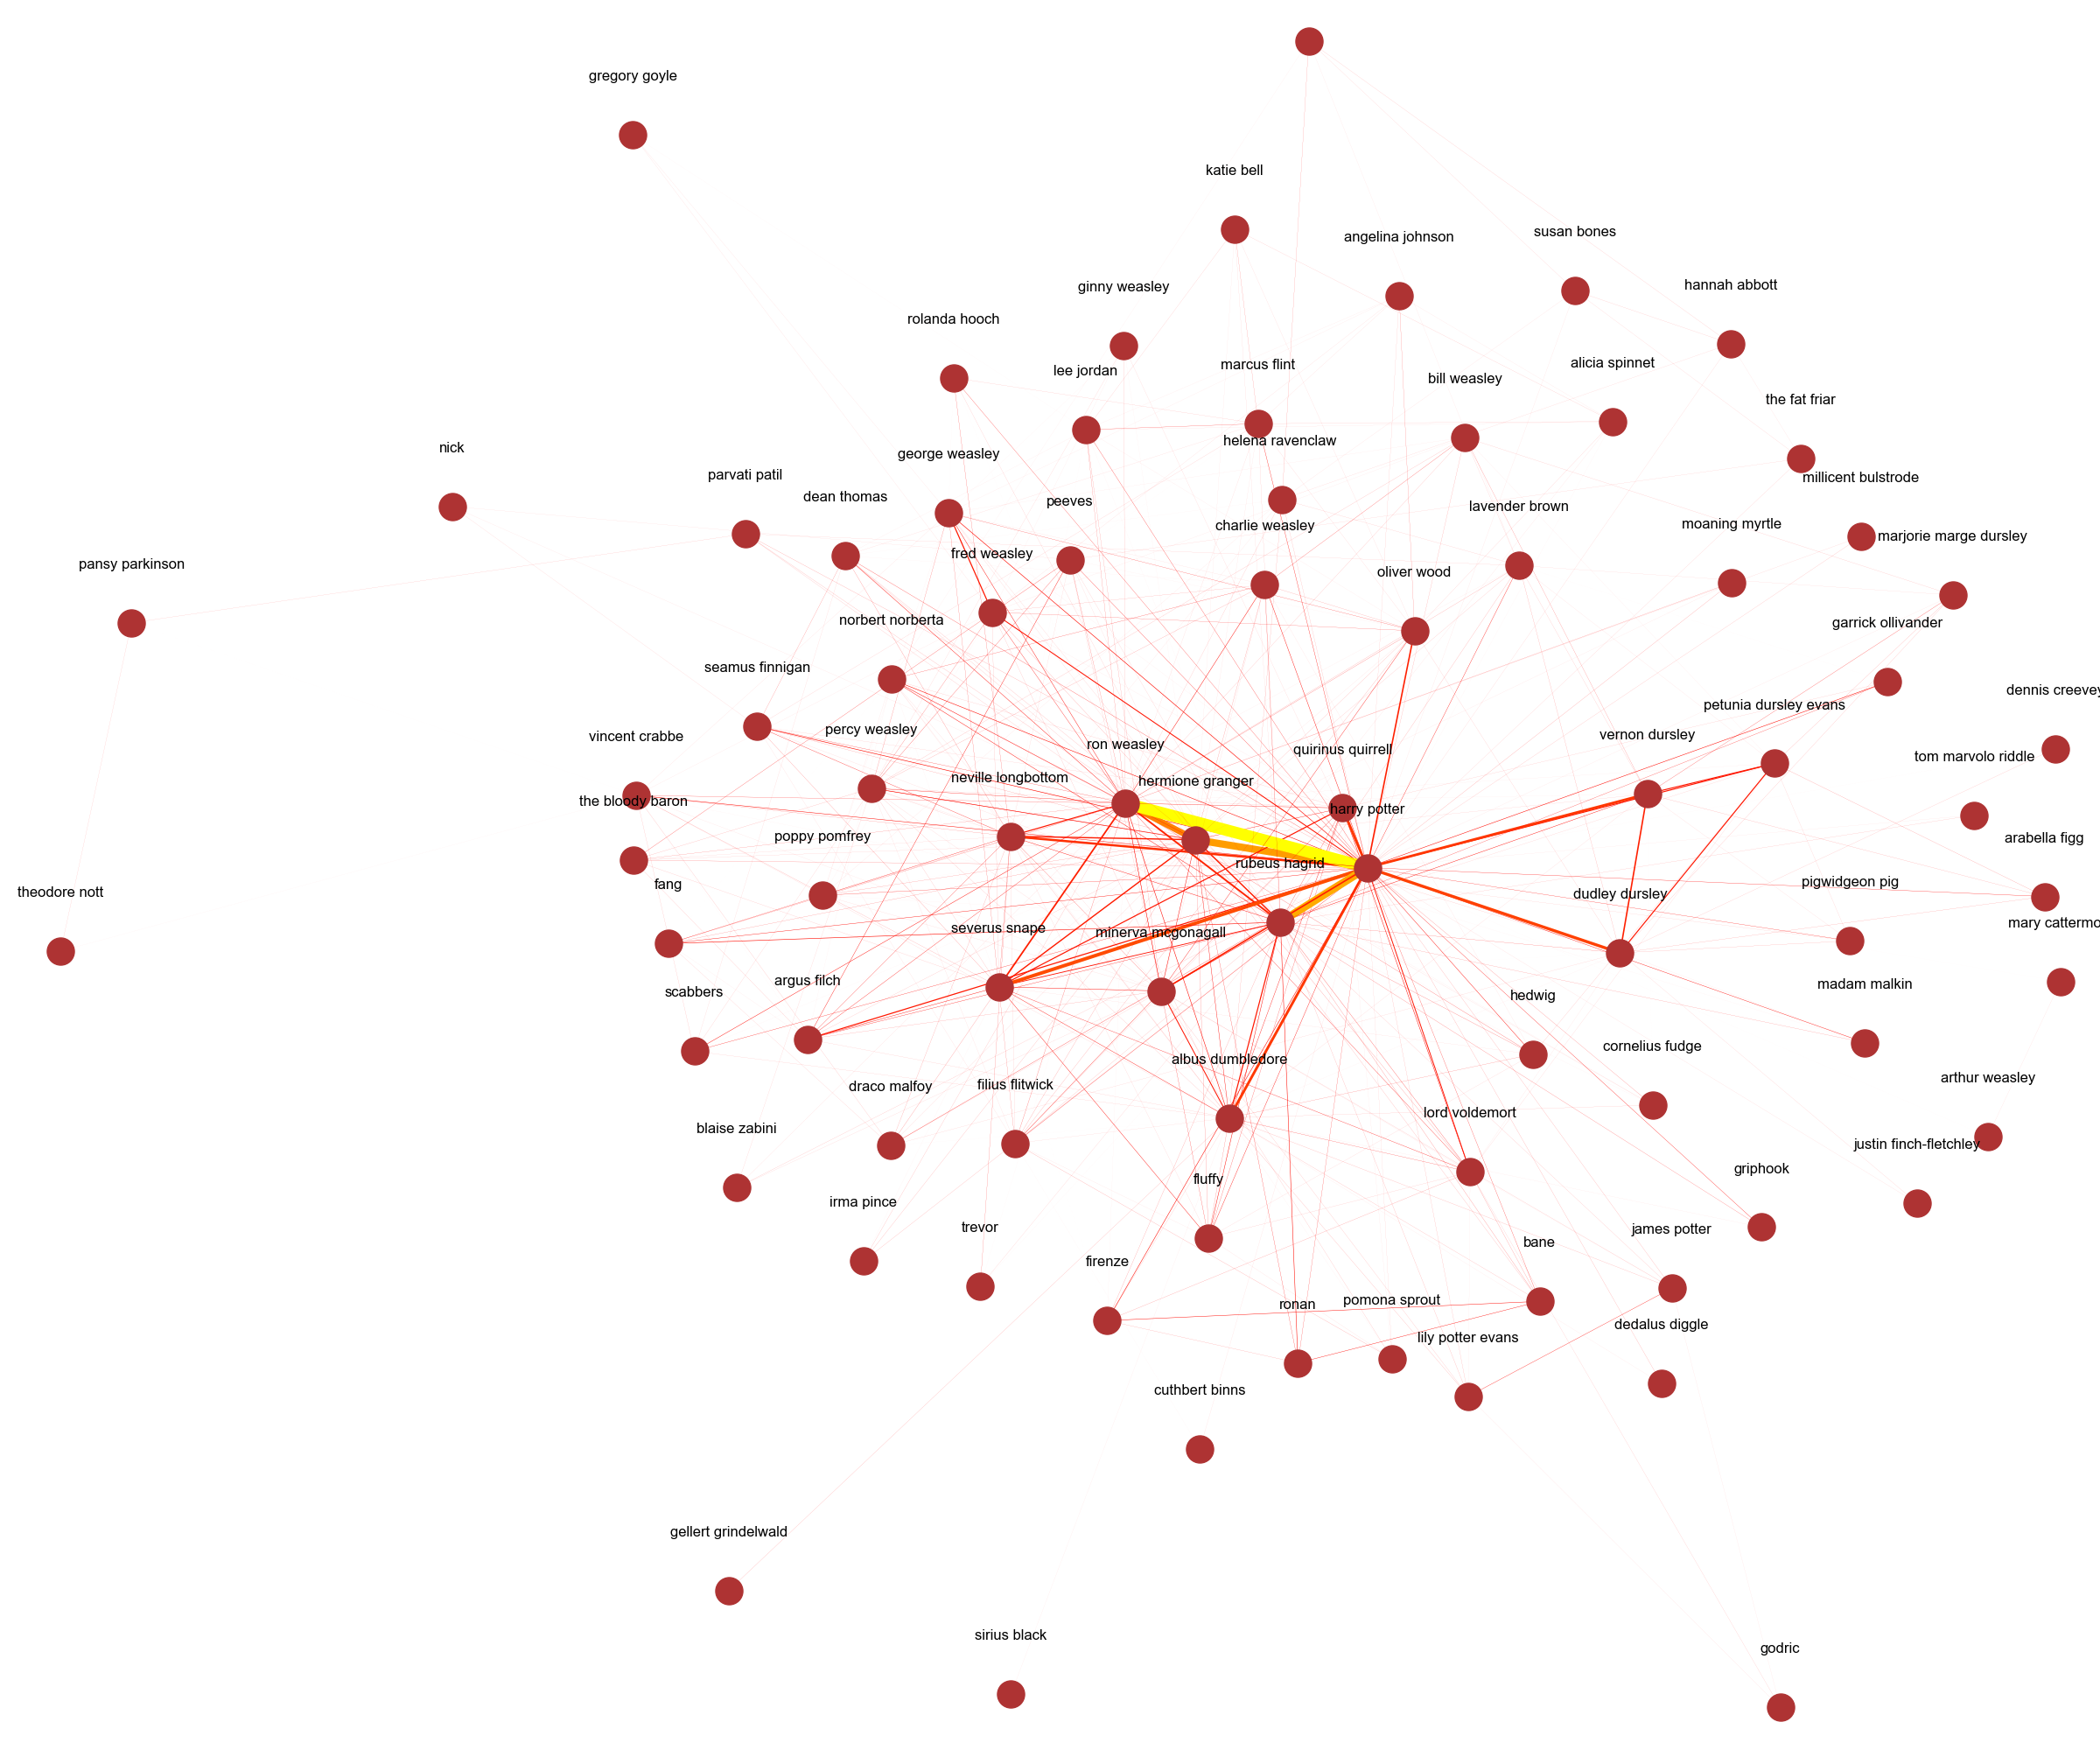 gregory goyle
katie bell
susan bones
angelina johnson
hannah abbott
ginny weasley
rolanda hooch
alicia spinnet
marcus flint
lee jordan
bill weasley
the fat friar
helena ravenclaw
nick
george weasley
parvati patil
millicent bulstrode
dean thomas
peeves
lavender brown
moaning myrtle
charlie weasley
marjorie marge dursley
fred weasley
pansy parkinson
oliver wood
norbert norberta
garrick ollivander
seamus finnigan
dennis creevey
petunia dursley evans
percy weasley
vernon dursley
vincent crabbe
ron weasley
quirinus quirrell
tom marvolo riddle
neville longbottom
hermione granger
the bloody baron
harry potter
poppy pomfrey
arabella figg
rubeus hagrid
pigwidgeon pig
fang
theodore nott
dudley dursley
mary cattermo
severus snape
minerva mcgonagall
argus filch
madam malkin
scabbers
hedwig
cornelius fudge
albus dumbledore
arthur weasley
filius flitwick
draco malfoy
lord voldemort
blaise zabini
justin finch-fletchley
griphook
fluffy
irma pince
trevor
james potter
bane
firenze
pomona sprout
ronan
dedalus diggle
lily potter evans
cuthbert binns
gellert grindelwald
sirius black
godric